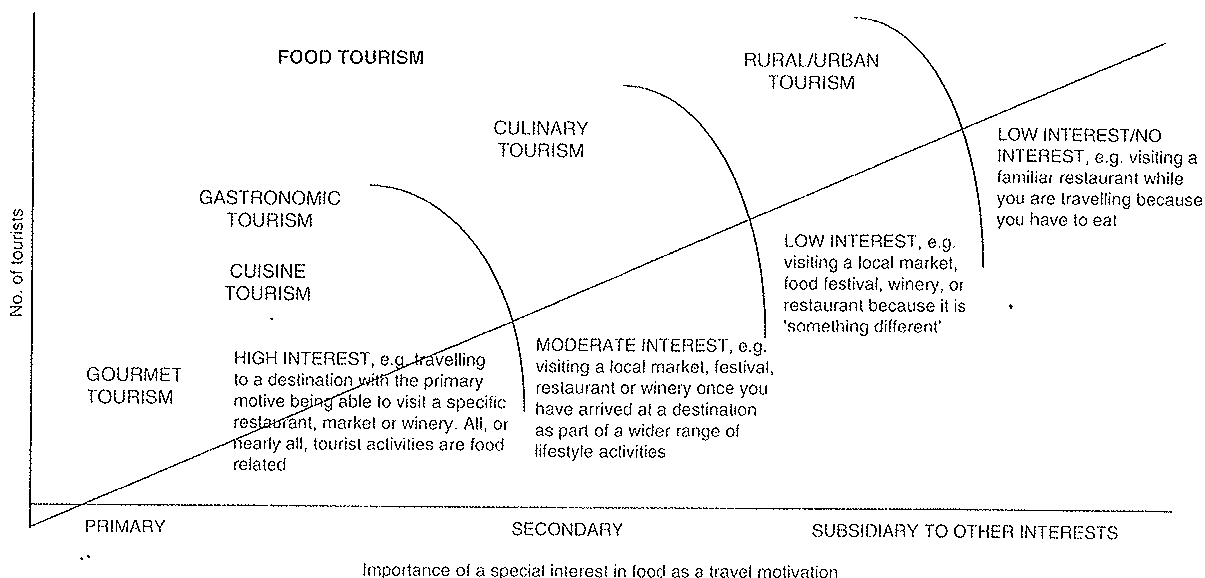 FOOD TOURISM
RURAL/URBAN
TOURISM
CULINARY
TOURISM
LOW INTEREST/NO
INTEREST, e.g. visiting a
familiar restaurant while
you are travelling because
you have to eat
GASTRONOMIC
TOURISM
No. of tourists
LOW INTEREST, e.g.
visiting a local market,
food festival, winery, or
restaurant because it is
'something different'
CUISINE
TOURISM
MODERATE INTEREST, e.g.
visiting a local market, festival,
restaurant or winery once you
have arrived at a destination
as part of a wider range of
lifestyle activities
GOURMET
TOURISM
HIGH INTEREST, e.g. travelling
to a destination with the primary
motive being able to visit a specific
restaurant, market or winery. All, or
nearly all, tourist activities are food
related
PRIMARY
SECONDARY
SUBSIDIARY TO OTHER INTERESTS
Importance of a special interest in food as a travel motivation